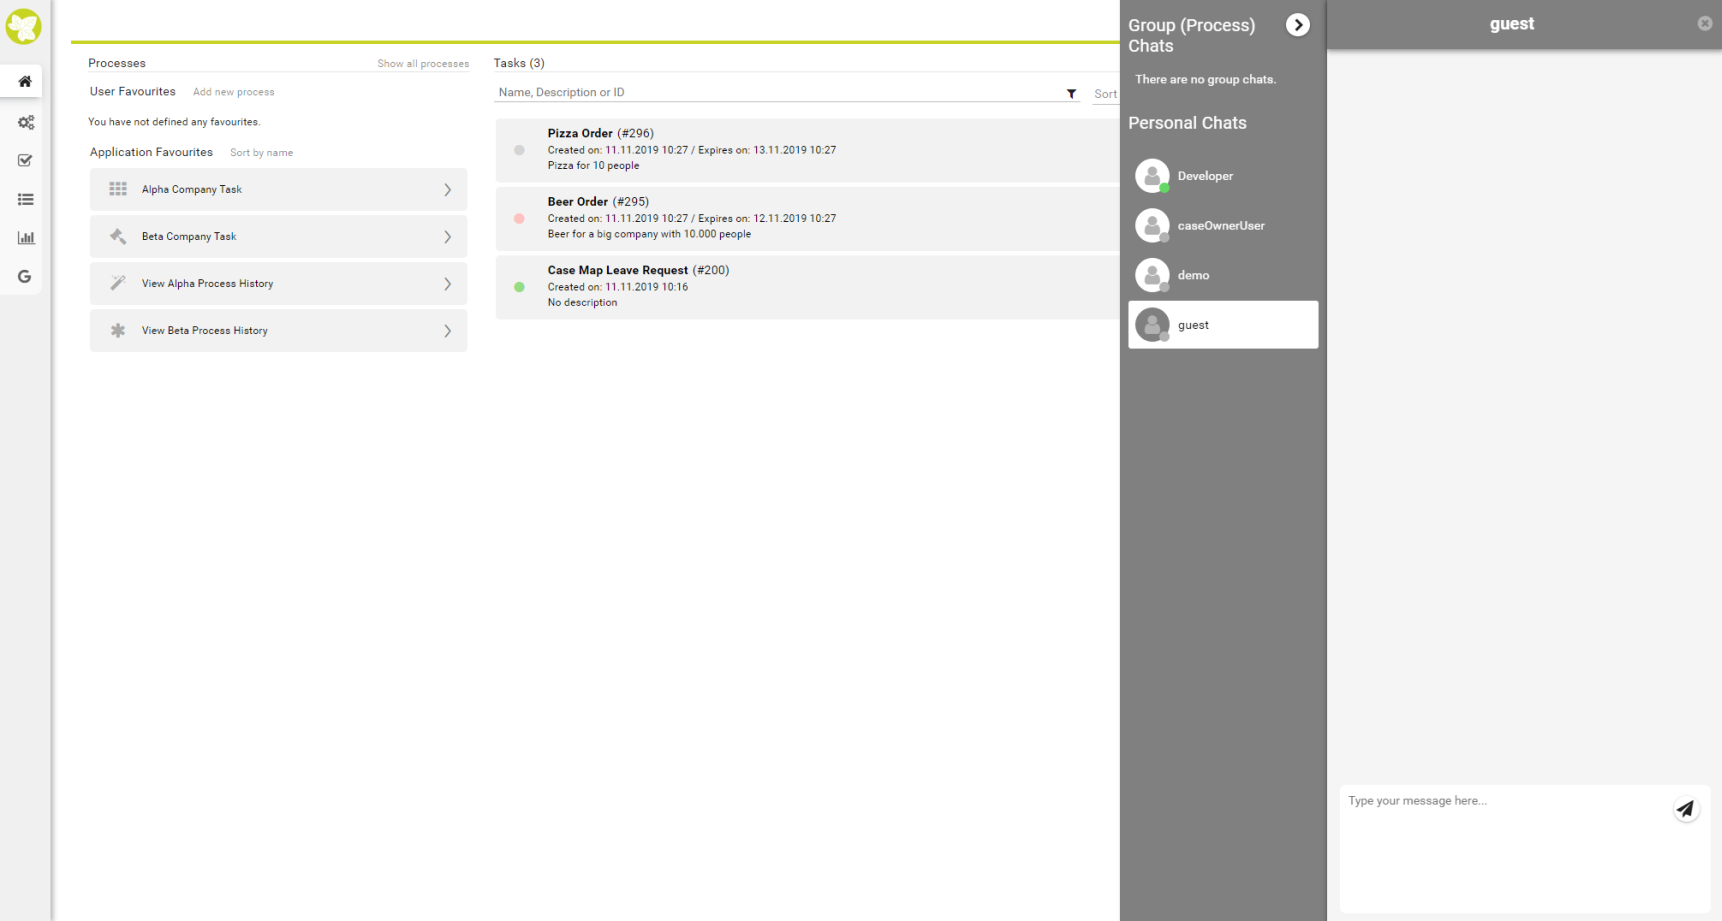 Processes
Show all processes
User Favourites
Add new process
You have not defined any favourites.
Application Favourites
Sort by name
Alpha Company Task
Beta Company Task
View Alpha Process History
View Beta Process History
Tasks (3)
Name, Description or ID
Sort
Pizza Order (#296)
Created on: 11.11.2019 10:27 / Expires on: 13.11.2019 10:27
Pizza for 10 people
Beer Order (#295)
Created on: 11.11.2019 10:27 / Expires on: 12.11.2019 10:27
Beer for a big company with 10.000 people
Case Map Leave Request (#200)
Created on: 11.11.2019 10:16
No description
Group (Process)
Chats
There are no group chats.
Personal Chats
Developer
caseOwnerUser
demo
guest
guest
Type your message here...